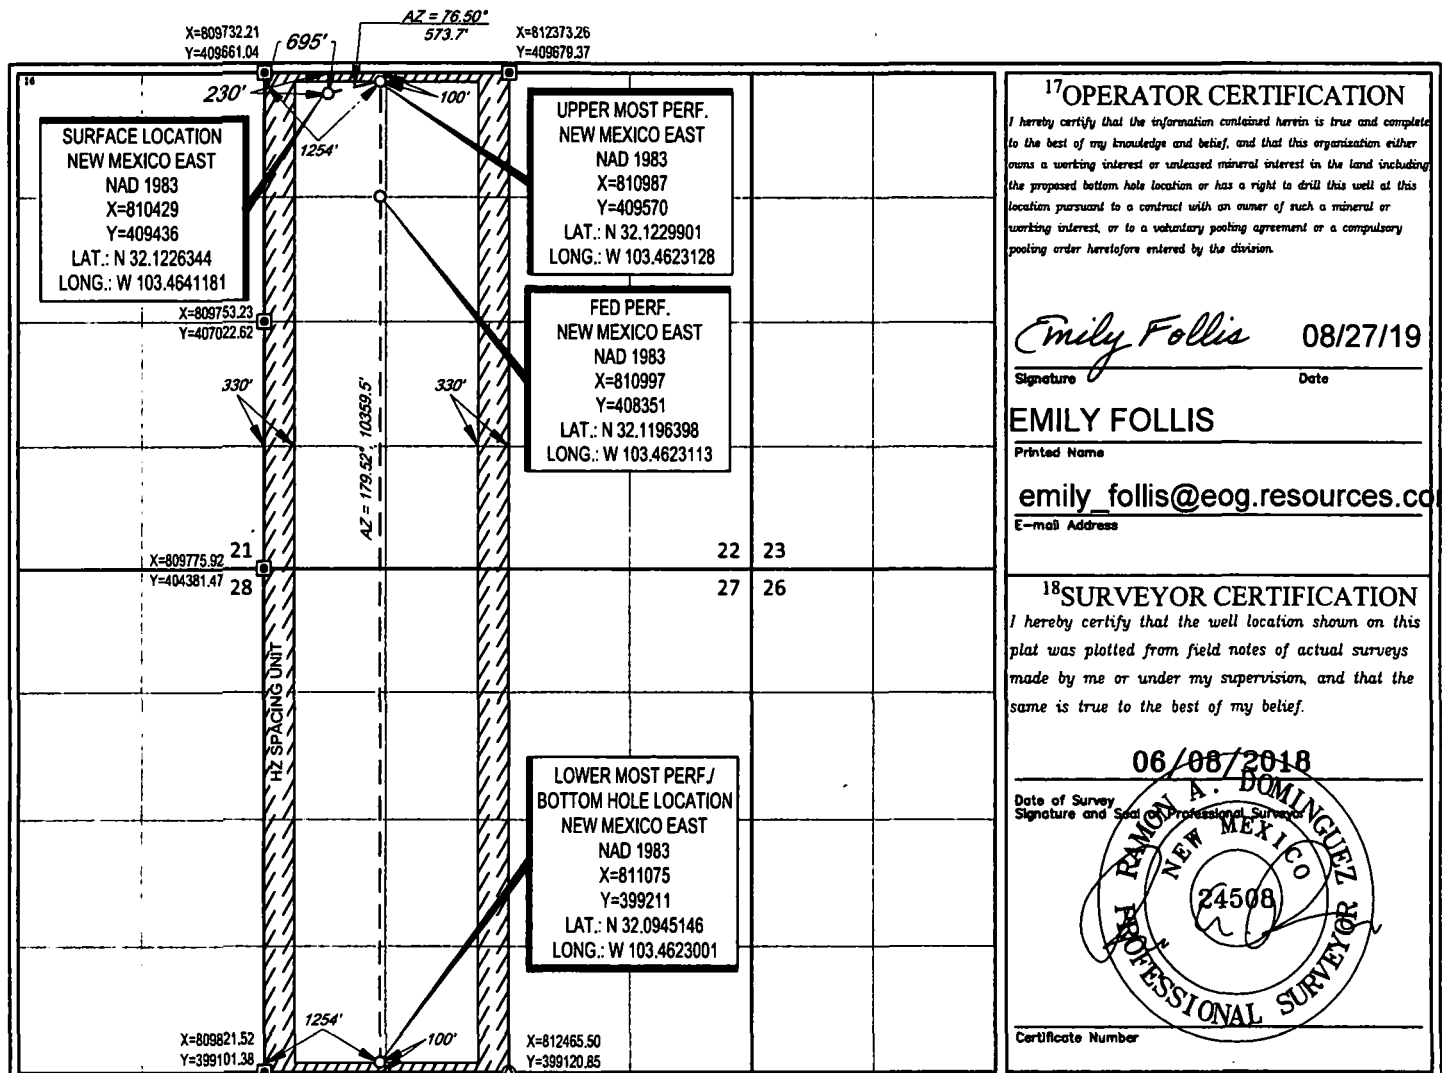 AZ = 76.50°
573.7'
X=809732.21
Y=409661.04
695'
X=812373.26
Y=409679.37
16
230'
100'
1254'
SURFACE LOCATION
NEW MEXICO EAST
NAD 1983
X=810429
Y=409436
LAT.: N 32.1226344
LONG.: W 103.4641181
UPPER MOST PERF.
NEW MEXICO EAST
NAD 1983
X=810987
Y=409570
LAT.: N 32.1229901
LONG.: W 103.4623128
FED PERF.
NEW MEXICO EAST
NAD 1983
X=810997
Y=408351
LAT.: N 32.1196398
LONG.: W 103.4623113
X=809753.23
Y=407022.62
330'
330'
AZ = 179.52°, 10359.5'
X=809775.92
Y=404381.47
21
28
22
23
27
26
HZ SPACING UNIT
LOWER MOST PERF./
BOTTOM HOLE LOCATION
NEW MEXICO EAST
NAD 1983
X=811075
Y=399211
LAT.: N 32.0945146
LONG.: W 103.4623001
1254'
100'
X=809821.52
Y=399101.38
X=812465.50
Y=399120.85
17OPERATOR CERTIFICATION
I hereby certify that the information contained herein is true and complete
to the best of my knowledge and belief, and that this organization either
owns a working interest or unleased mineral interest in the land including
the proposed bottom hole location or has a right to drill this well at this
location pursuant to a contract with an owner of such a mineral or
working interest, or to a voluntary pooling agreement or a compulsory
pooling order heretofore entered by the division.
Emily Follis 08/27/19
Signature Date
EMILY FOLLIS
Printed Name
emily_follis@eog.resources.co
E-mail Address
18SURVEYOR CERTIFICATION
I hereby certify that the well location shown on this
plat was plotted from field notes of actual surveys
made by me or under my supervision, and that the
same is true to the best of my belief.
06/08/2018
Date of Survey
Signature and Seal of Professional Surveyor
RAMON A. DOMINGUEZ
NEW MEXICO
24508
PROFESSIONAL SURVEYOR
Certificate Number